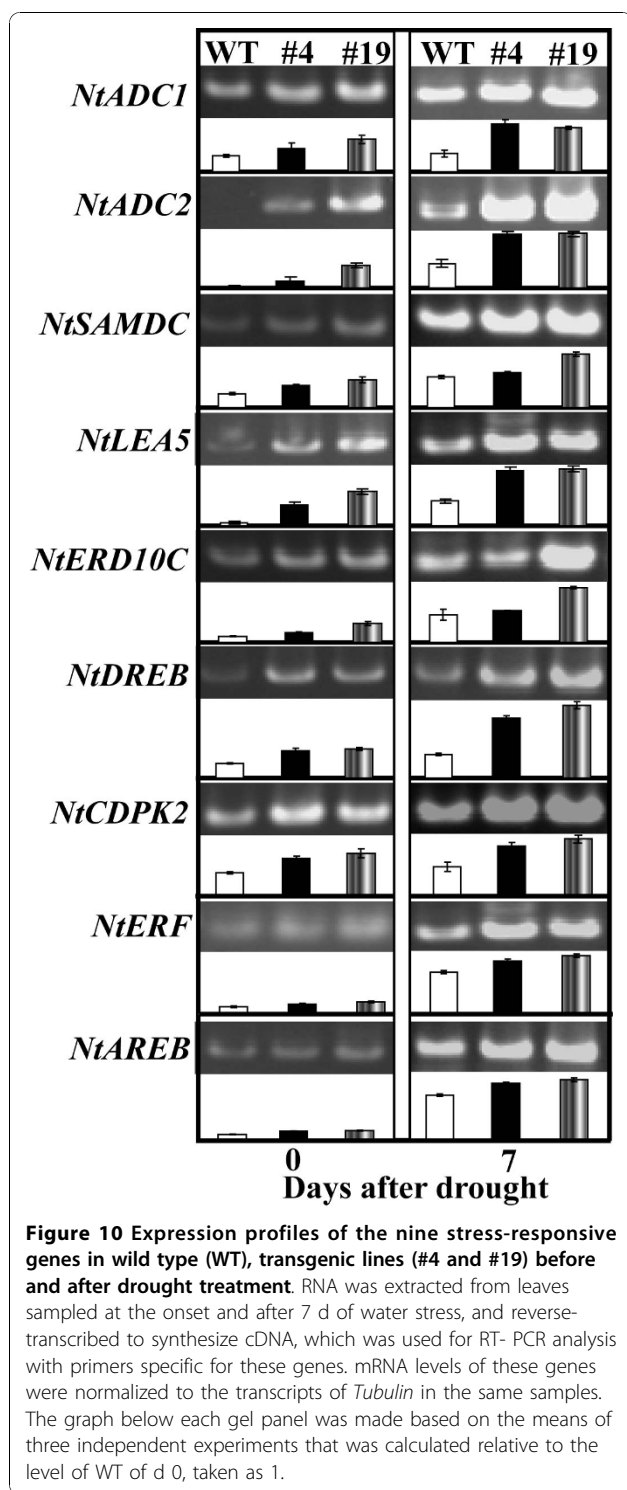 WT #4 #19 WT #4 #19
NtADC1
NtADC2
NtSAMDC
NtLEA5
NtERD10C
NtDREB
NtCDPK2
NtERF
NtAREB
0 7
Days after drought
Figure 10 Expression profiles of the nine stress-responsive
genes in wild type (WT), transgenic lines (#4 and #19) before
and after drought treatment. RNA was extracted from leaves
sampled at the onset and after 7 d of water stress, and reverse-
transcribed to synthesize cDNA, which was used for RT- PCR analysis
with primers specific for these genes. mRNA levels of these genes
were normalized to the transcripts of Tubulin in the same samples.
The graph below each gel panel was made based on the means of
three independent experiments that was calculated relative to the
level of WT of d 0, taken as 1.